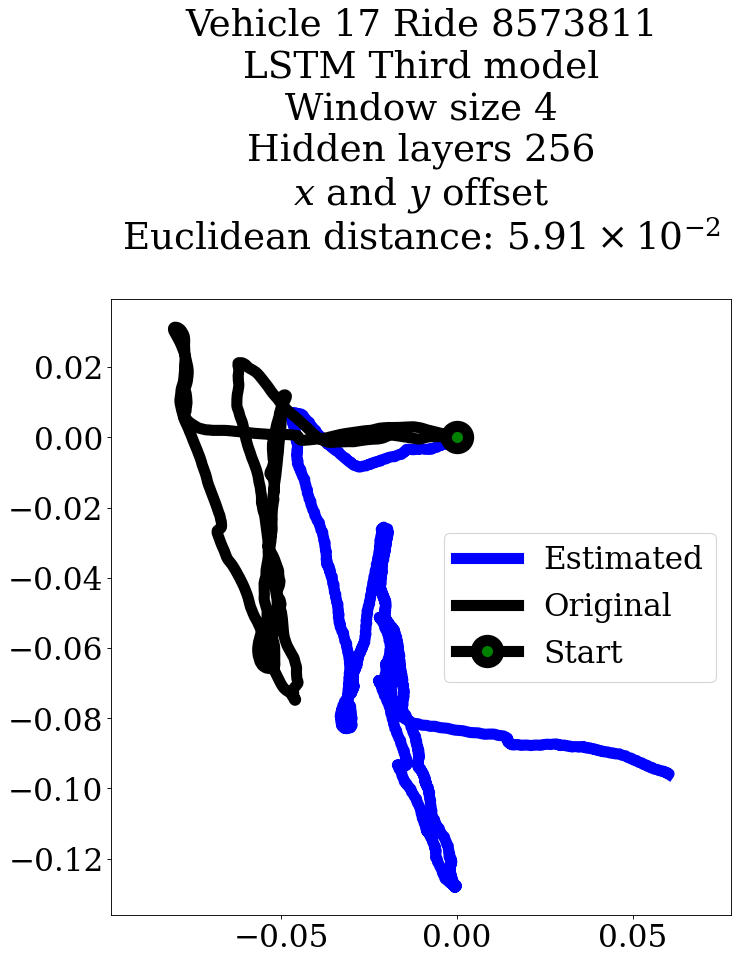 Vehicle 17 Ride 8573811
LSTM Third model
Window size 4
Hidden layers 256
x and y offset
Euclidean distance: 5.91 × 10⁻²
0.02
0.00
−0.02
−0.04
−0.06
−0.08
−0.10
−0.12
Estimated
Original
Start
−0.05 0.00 0.05